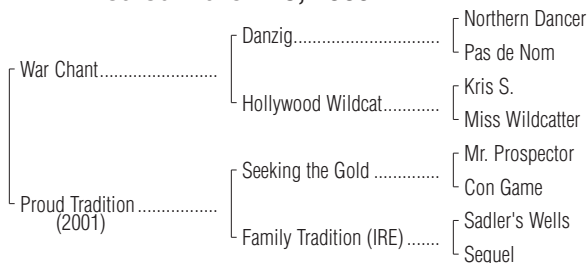 Northern Dancer
Danzig..............................
Pas de Nom
War Chant.........................
Kris S.
Hollywood Wildcat............
Miss Wildcatter
Mr. Prospector
Seeking the Gold ..............
Con Game
Proud Tradition .................
(2001)
Sadler's Wells
Family Tradition (IRE) .......
Sequel